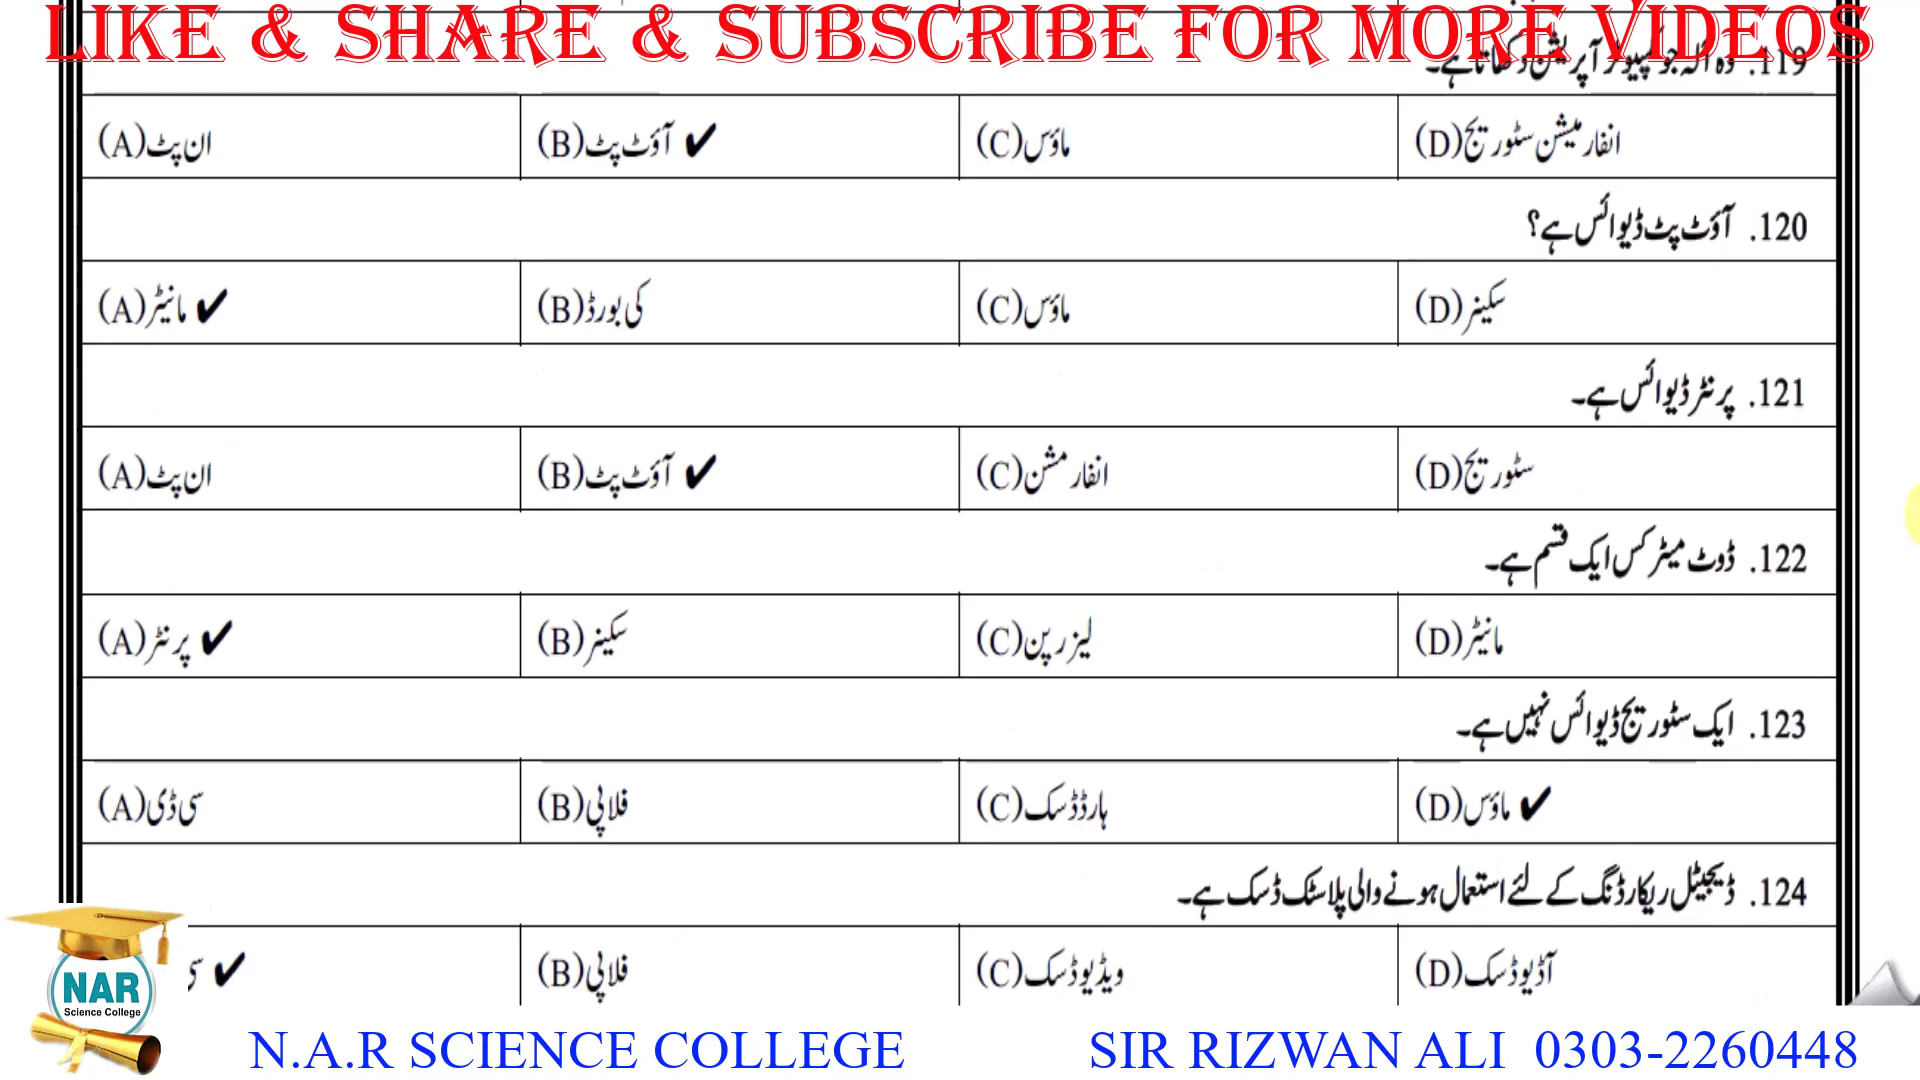 LIKE & SHARE & SUBSCRIBE FOR MORE VIDEOS
119. وہ آلہ جو کمپیوٹر آپریشن دکھاتا ہے۔
(A) ان پٹ (B) آؤٹ پٹ ✔ (C) ماؤس (D) انفارمیشن سٹوریج
120. آؤٹ پٹ ڈیوائس ہے؟
(A) مانیٹر ✔ (B) کی بورڈ (C) ماؤس (D) سکینر
121. پرنٹر ڈیوائس ہے۔
(A) ان پٹ (B) آؤٹ پٹ ✔ (C) انفارمشن (D) سٹوریج
122. ڈوٹ میٹرکس ایک قسم ہے۔
(A) پرنٹر ✔ (B) سکینر (C) لیزر پن (D) مانیٹر
123. ایک سٹوریج ڈیوائس نہیں ہے۔
(A) سی ڈی (B) فلاپی (C) ہارڈڈسک (D) ماؤس ✔
124. ڈیجیٹل ریکارڈنگ کے لئے استعمال ہونے والی پلاسٹک ڈسک ہے۔
✔ (B) فلاپی (C) ویڈیو ڈسک (D) آڈیو ڈسک
NAR
Science College
N.A.R SCIENCE COLLEGE SIR RIZWAN ALI 0303-2260448